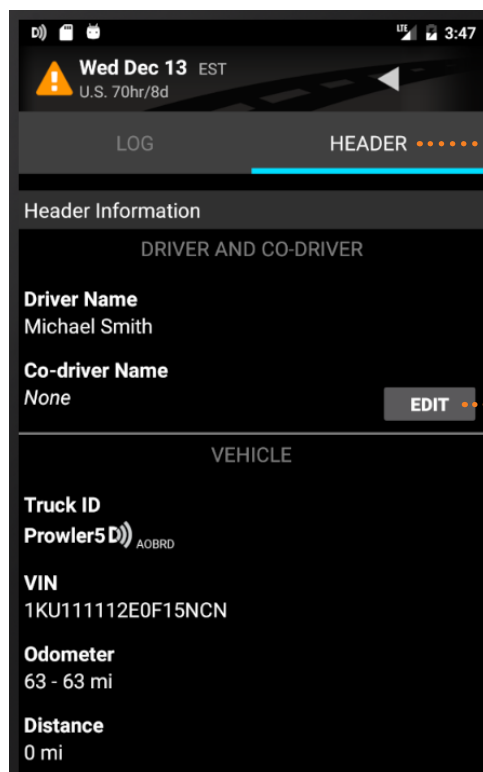 D)) LTE 3:47
Wed Dec 13 EST
U.S. 70hr/8d
LOG HEADER
Header Information
DRIVER AND CO-DRIVER
Driver Name
Michael Smith
Co-driver Name
None
EDIT
VEHICLE
Truck ID
Prowler5 D)) AOBRD
VIN
1KU111112E0F15NCN
Odometer
63 - 63 mi
Distance
0 mi